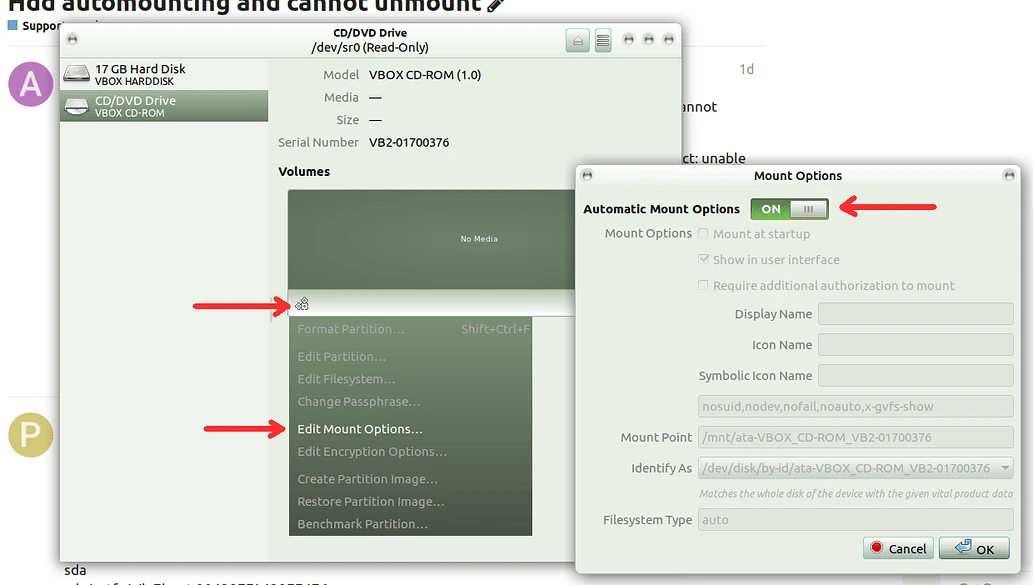 Hdd automounting and cannot unmount
Support
A
1d
cannot
ct: unable
P
sda
CD/DVD Drive
/dev/sr0 (Read-Only)
17 GB Hard Disk
VBOX HARDDISK
CD/DVD Drive
VBOX CD-ROM
Model VBOX CD-ROM (1.0)
Media —
Size —
Serial Number VB2-01700376
Volumes
No Media
Format Partition... Shift+Ctrl+F
Edit Partition...
Edit Filesystem...
Change Passphrase...
Edit Mount Options...
Edit Encryption Options...
Create Partition Image...
Restore Partition Image...
Benchmark Partition...
Mount Options
Automatic Mount Options ON
Mount Options Mount at startup
Show in user interface
Require additional authorization to mount
Display Name
Icon Name
Symbolic Icon Name
nosuid,nodev,nofail,noauto,x-gvfs-show
Mount Point /mnt/ata-VBOX_CD-ROM_VB2-01700376
Identify As /dev/disk/by-id/ata-VBOX_CD-ROM_VB2-01700376
Matches the whole disk of the device with the given vital product data
Filesystem Type auto
Cancel OK